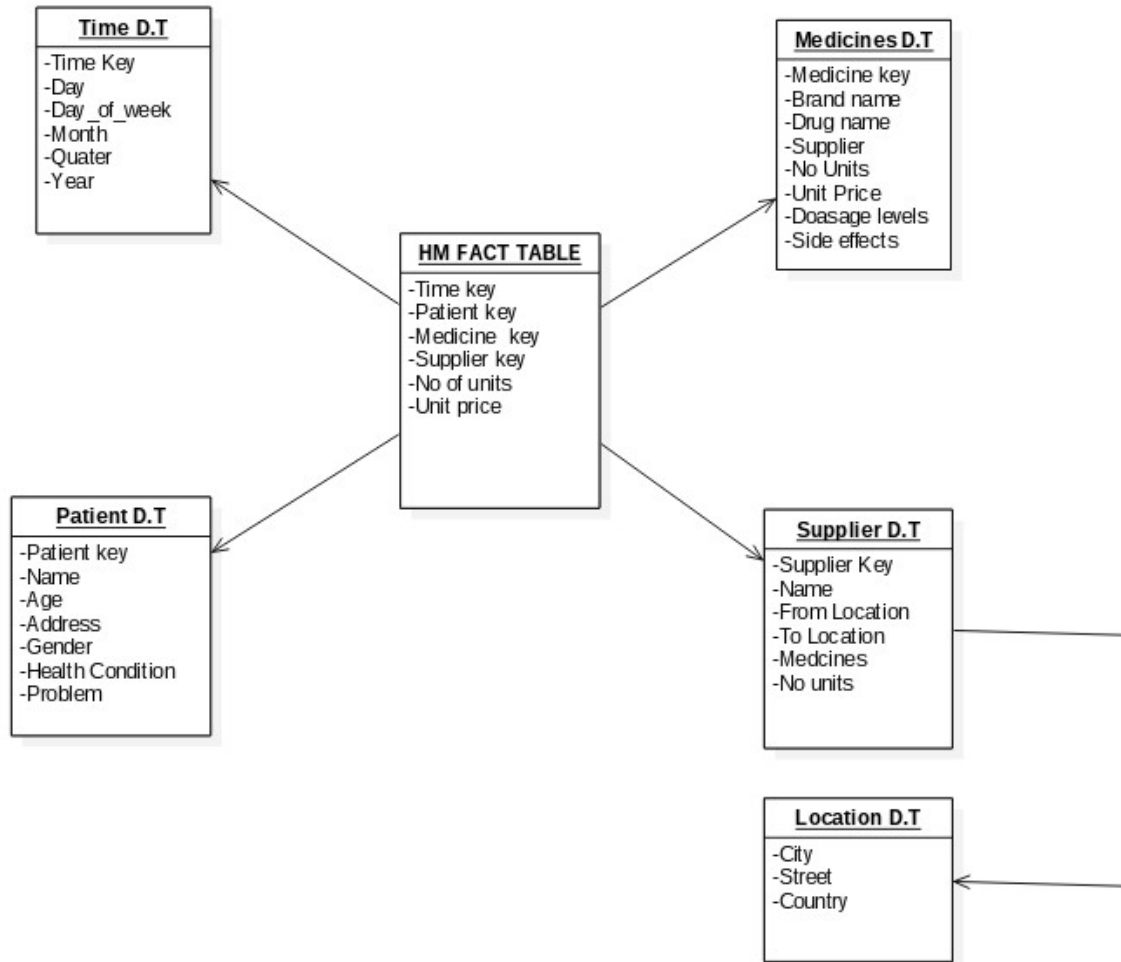 Time D.T
-Time Key
-Day
-Day_of_week
-Month
-Quater
-Year
Medicines D.T
-Medicine key
-Brand name
-Drug name
-Supplier
-No Units
-Unit Price
-Doasage levels
-Side effects
HM FACT TABLE
-Time key
-Patient key
-Medicine key
-Supplier key
-No of units
-Unit price
Patient D.T
-Patient key
-Name
-Age
-Address
-Gender
-Health Condition
-Problem
Supplier D.T
-Supplier Key
-Name
-From Location
-To Location
-Medcines
-No units
Location D.T
-City
-Street
-Country